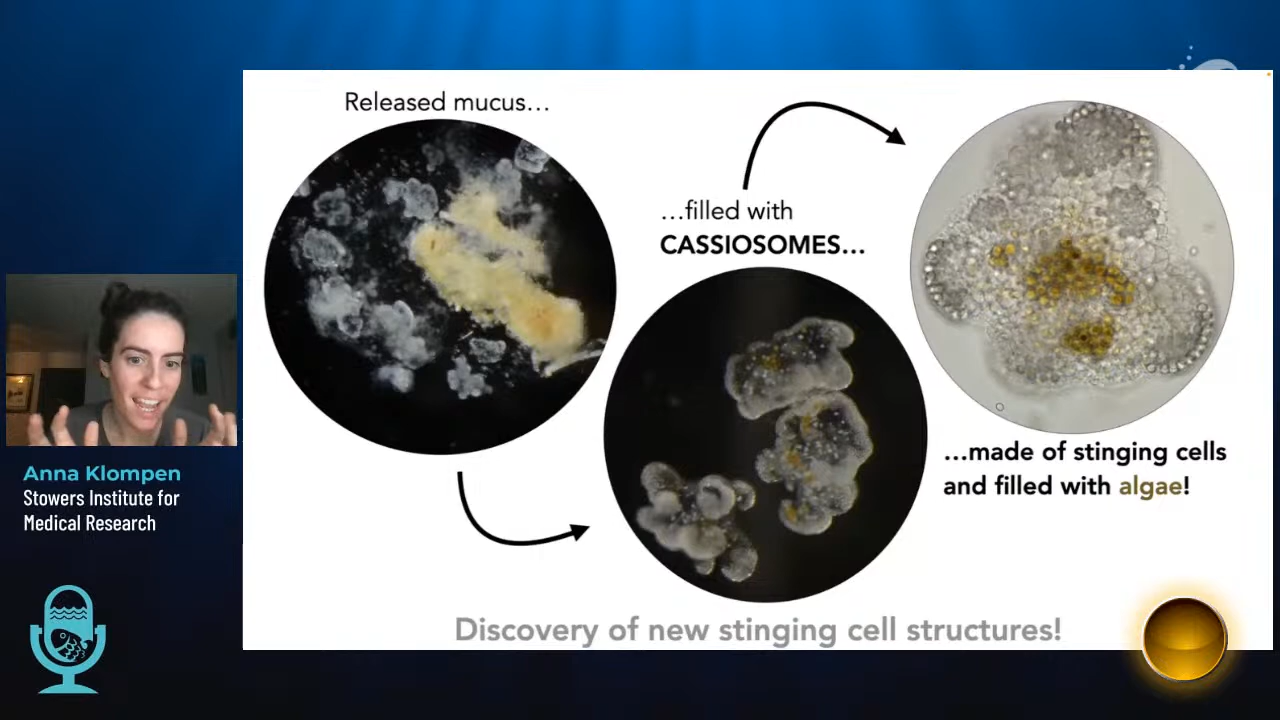 Released mucus...
...filled with
CASSIOSOMES...
...made of stinging cells
and filled with algae!
Discovery of new stinging cell structures!
Anna Klompen
Stowers Institute for
Medical Research